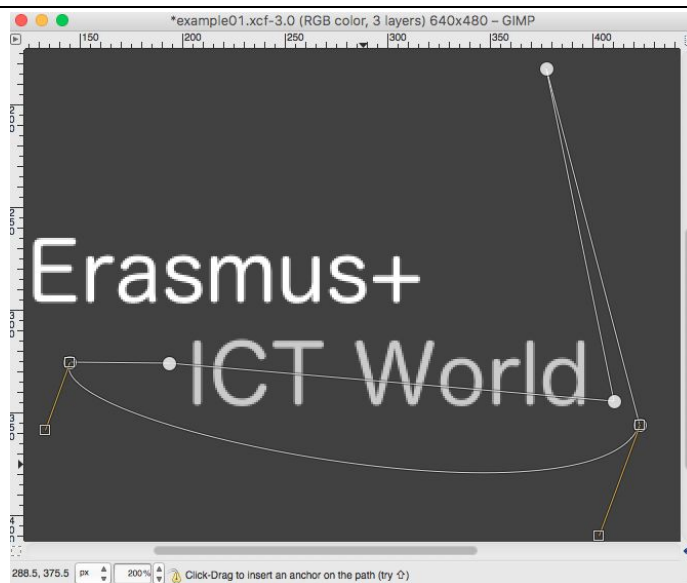 *example01.xcf-3.0 (RGB color, 3 layers) 640x480 – GIMP
150 200 250 300 350 400
Erasmus+
ICT World
288.5, 375.5 px 200% Click-Drag to insert an anchor on the path (try ⇧)